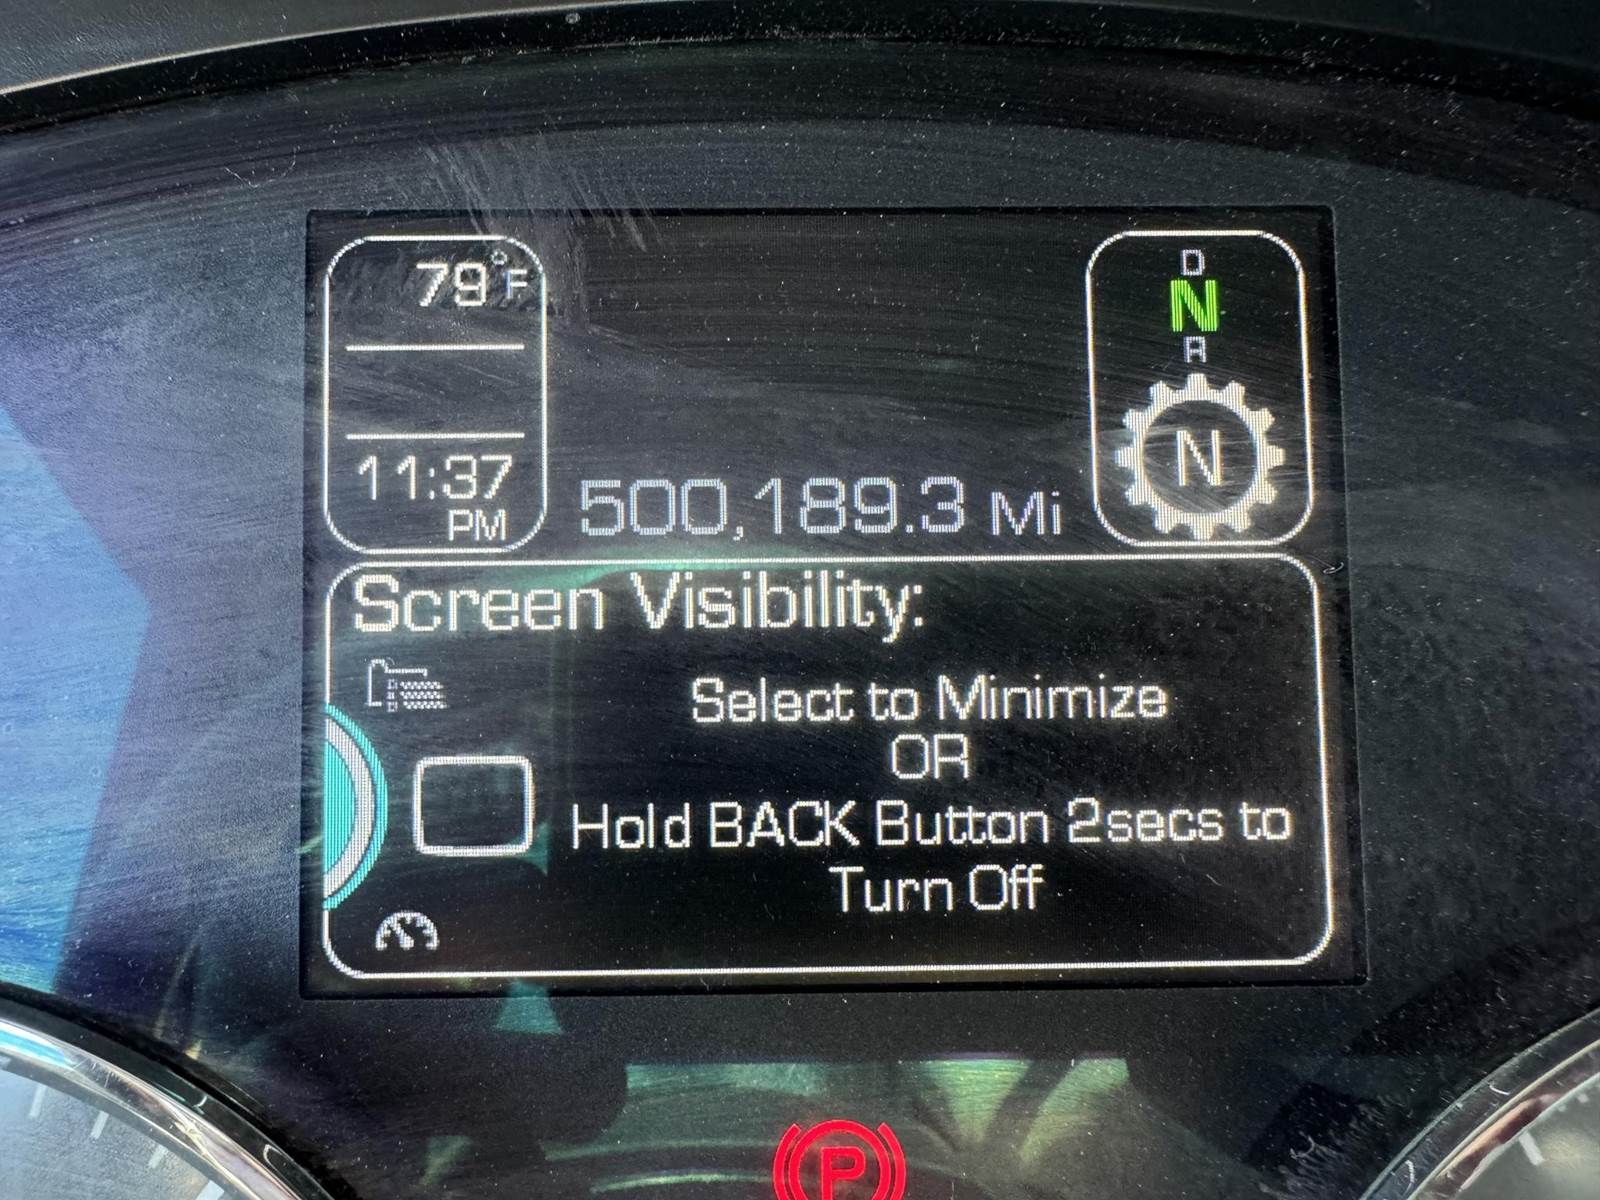 79°F
11:37
PM
500,189.3 Mi
D
N
R
N
Screen Visibility:
Select to Minimize
OR
Hold BACK Button 2secs to
Turn Off
P